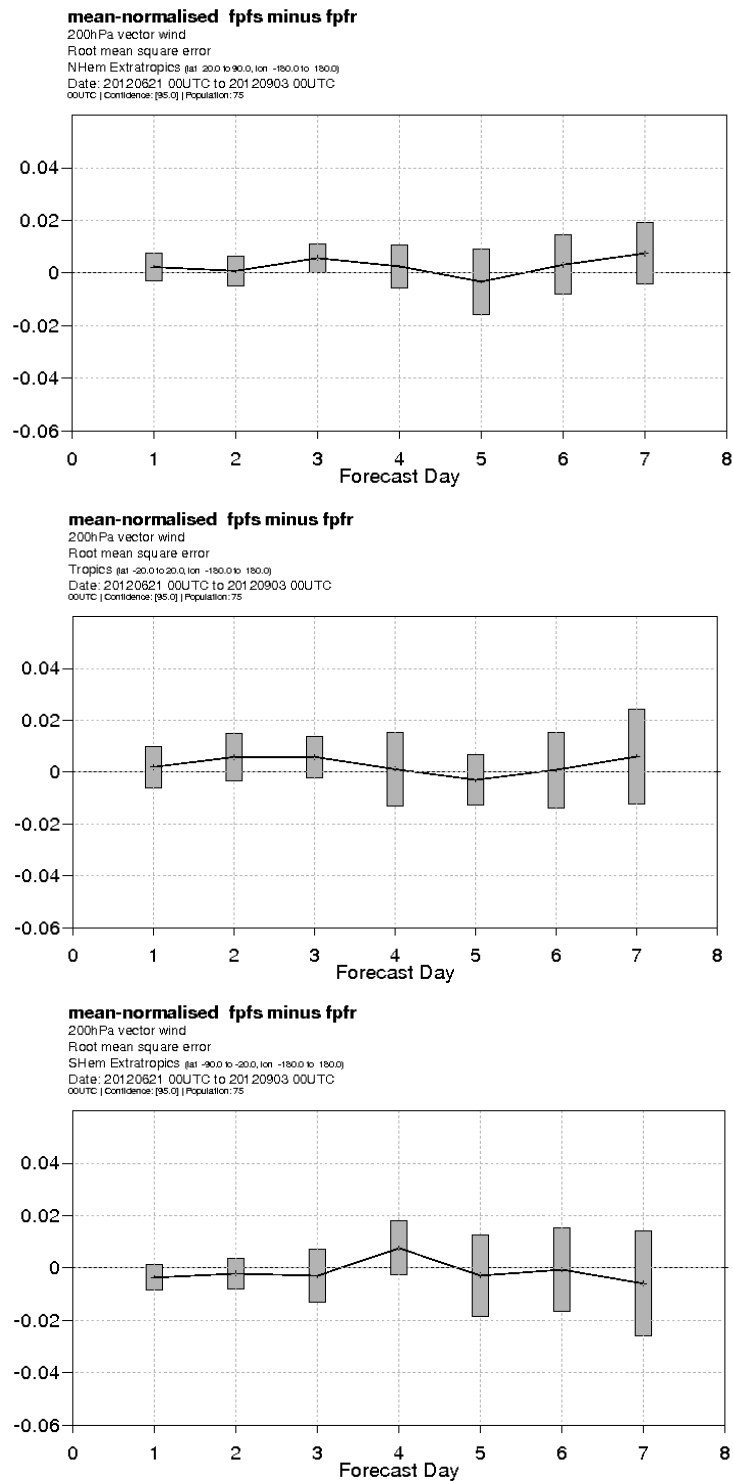 mean-normalised fpfs minus fpfr
200hPa vector wind
Root mean square error
NHem Extratropics (lat 20.0 to 90.0, lon -180.0 to 180.0)
Date: 20120621 00UTC to 20120903 00UTC
00UTC | Confidence: [95.0] | Population: 75
0.04
0.02
0
-0.02
-0.04
-0.06
0 1 2 3 4 5 6 7 8
Forecast Day
mean-normalised fpfs minus fpfr
200hPa vector wind
Root mean square error
Tropics (lat -20.0 to 20.0, lon -180.0 to 180.0)
Date: 20120621 00UTC to 20120903 00UTC
00UTC | Confidence: [95.0] | Population: 75
0.04
0.02
0
-0.02
-0.04
-0.06
0 1 2 3 4 5 6 7 8
Forecast Day
mean-normalised fpfs minus fpfr
200hPa vector wind
Root mean square error
SHem Extratropics (lat -90.0 to -20.0, lon -180.0 to 180.0)
Date: 20120621 00UTC to 20120903 00UTC
00UTC | Confidence: [95.0] | Population: 75
0.04
0.02
0
-0.02
-0.04
-0.06
0 1 2 3 4 5 6 7 8
Forecast Day